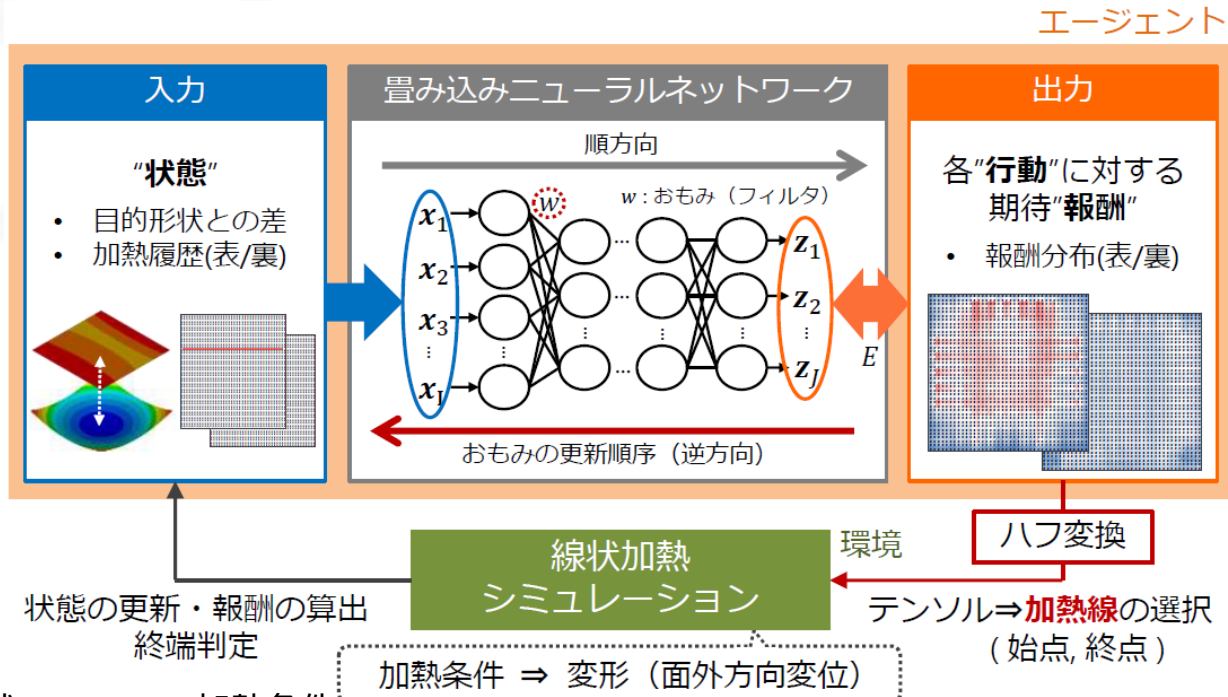 エージェント
入力
“状態”
• 目的形状との差
• 加熱履歴(表/裏)
畳み込みニューラルネットワーク
順方向
w : おもみ（フィルタ）
w
x1
x2
x3
⋮
xJ
...
...
⋮
...
⋮
⋮
⋮
z1
z2
⋮
zJ
E
おもみの更新順序（逆方向）
出力
各”行動”に対する
期待”報酬”
• 報酬分布(表/裏)
ハフ変換
環境
線状加熱
シミュレーション
テンソル⇒加熱線の選択
( 始点, 終点 )
状態の更新・報酬の算出
終端判定
加熱条件 ⇒ 変形（面外方向変位）